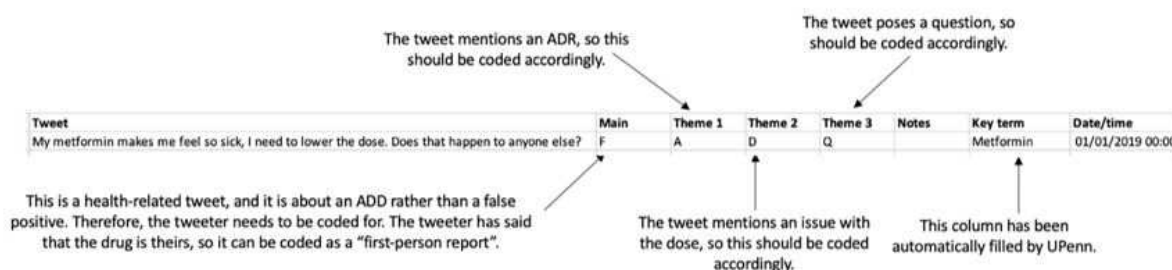 The tweet mentions an ADR, so this
should be coded accordingly.
The tweet poses a question, so
should be coded accordingly.
Tweet Main Theme 1 Theme 2 Theme 3 Notes Key term Date/time
My metformin makes me feel so sick, I need to lower the dose. Does that happen to anyone else? F A D Q Metformin 01/01/2019 00:00
This is a health-related tweet, and it is about an ADD rather than a false
positive. Therefore, the tweeter needs to be coded for. The tweeter has said
that the drug is theirs, so it can be coded as a “first-person report”.
The tweet mentions an issue with
the dose, so this should be coded
accordingly.
This column has been
automatically filled by UPenn.